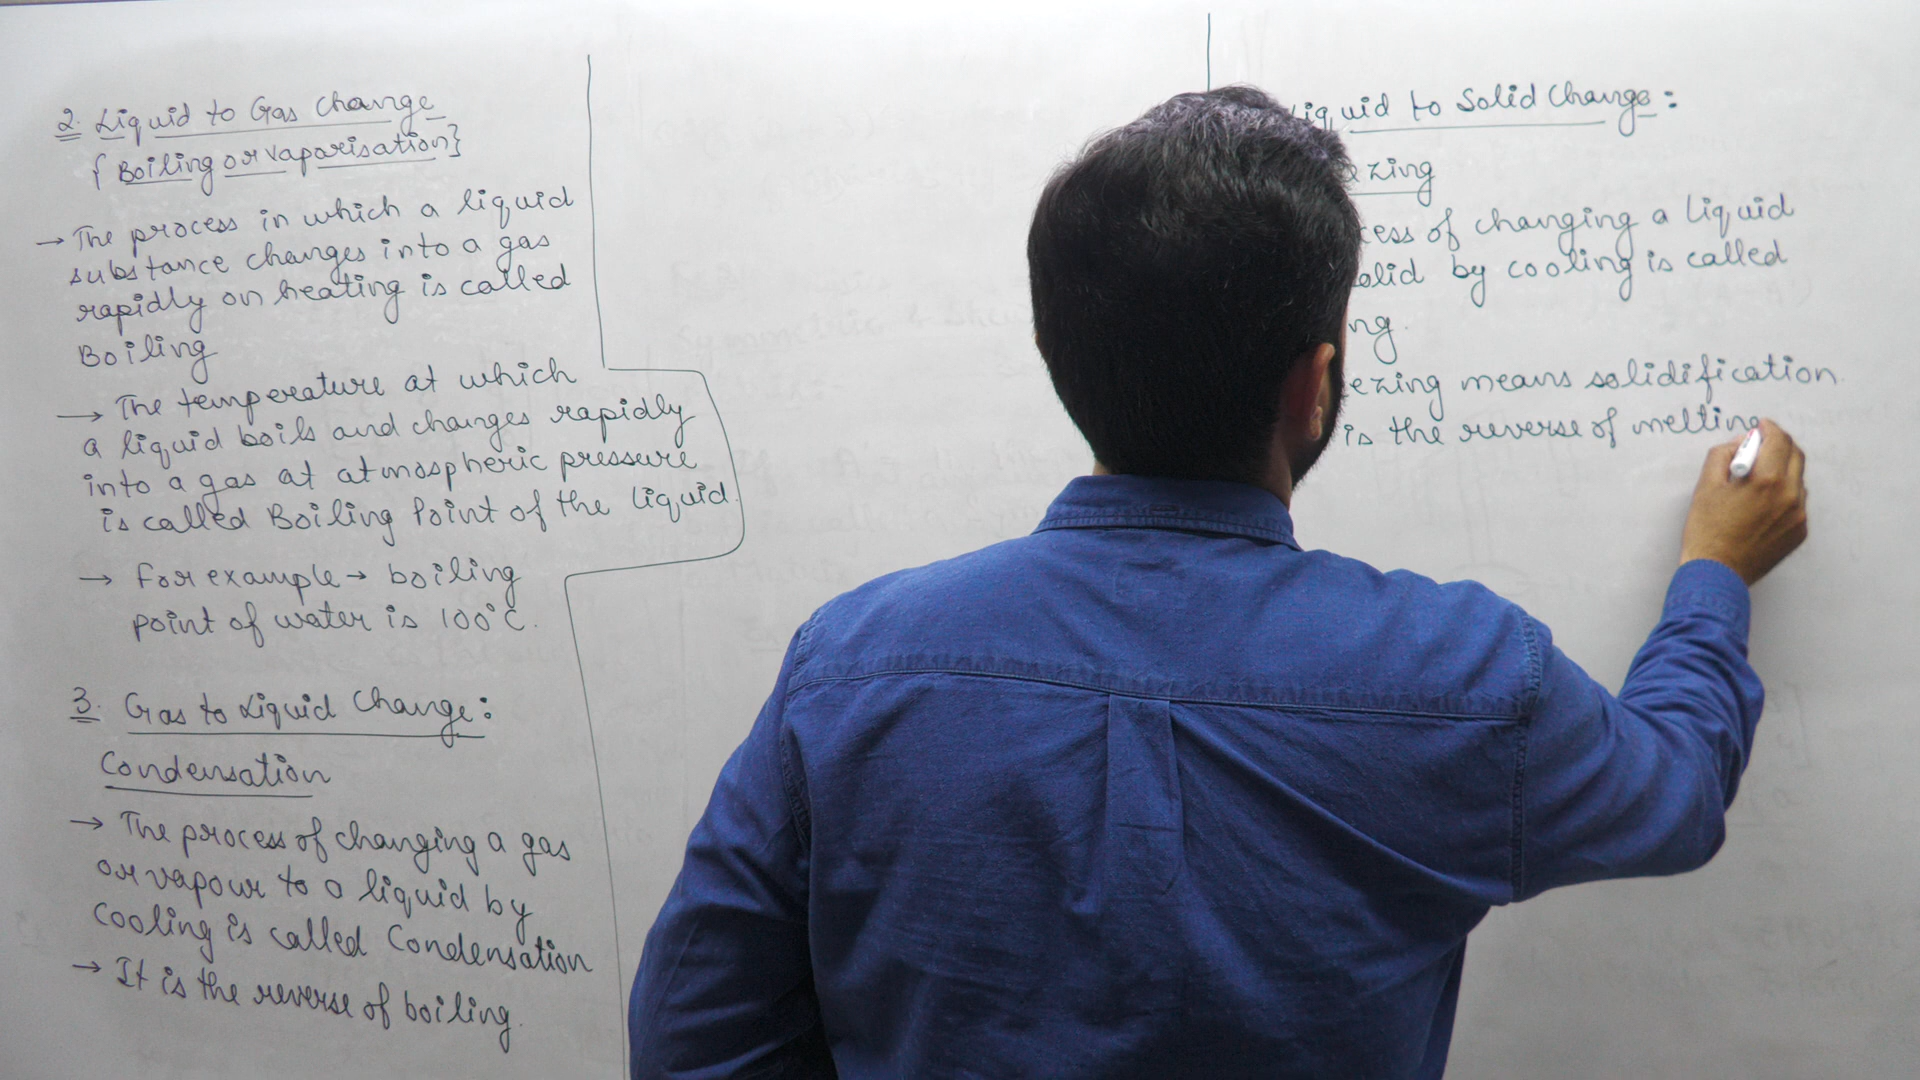 2. Liquid to Gas Change
{Boiling or vaporisation}
→ The process in which a liquid
substance changes into a gas
rapidly on heating is called
Boiling
→ The temperature at which
a liquid boils and changes rapidly
into a gas at atmospheric pressure
is called Boiling Point of the liquid.
→ For example → boiling
point of water is 100°C.
3. Gas to Liquid Change:
Condensation
→ The process of changing a gas
or vapour to a liquid by
cooling is called Condensation
→ It is the reverse of boiling.
iquid to Solid Change:
ezing
cess of changing a liquid
olid by cooling is called
ng.
ezing means solidification.
is the reverse of melting